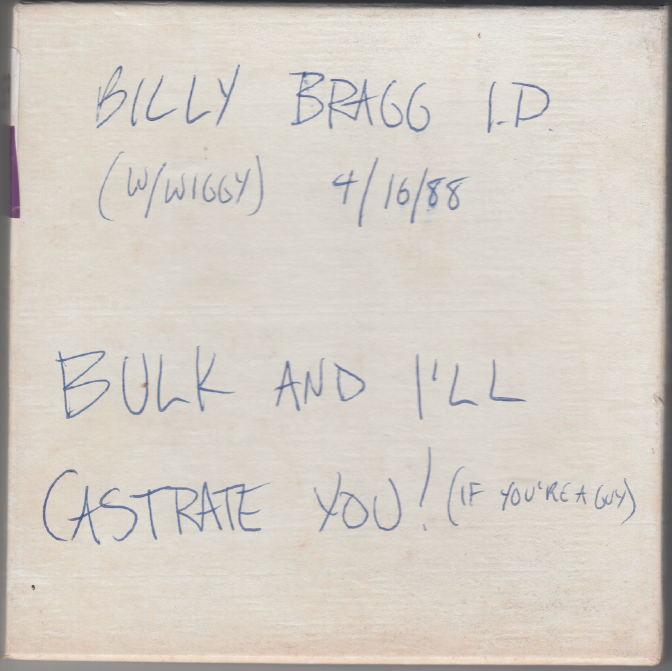 BILLY BRAGG I.D
(W/WIGGY) 4/16/88
BULK AND I'LL
CASTRATE YOU! (IF YOU'RE A GUY)